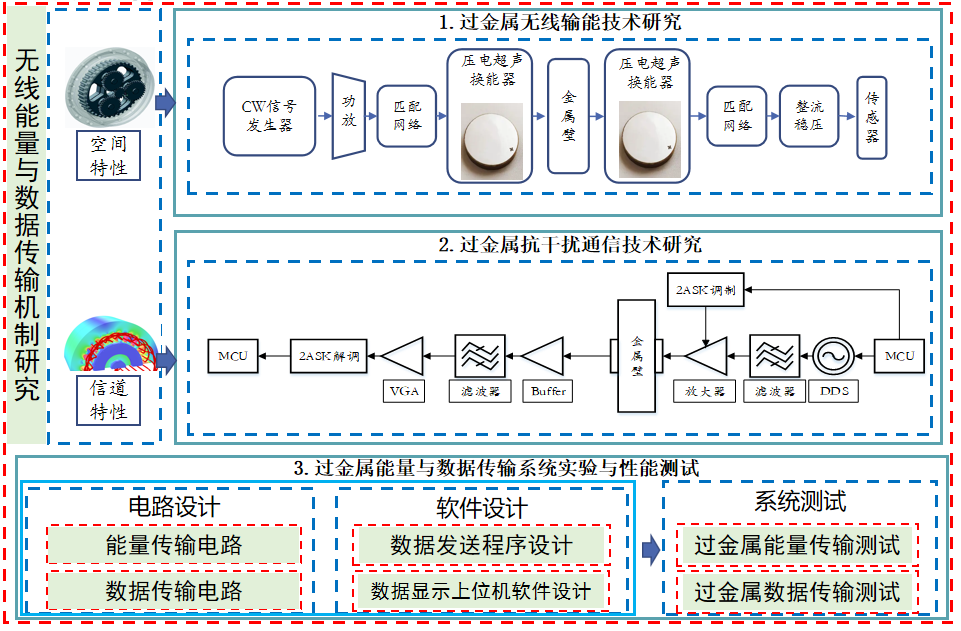 无线能量与数据传输机制研究
空间
特性
信道
特性
1. 过金属无线输能技术研究
CW信号
发生器
功放
匹配
网络
压电超声
换能器
金属壁
压电超声
换能器
匹配
网络
整流
稳压
传感器
2. 过金属抗干扰通信技术研究
2ASK调制
金属壁
MCU
2ASK解调
MCU
VGA
滤波器
Buffer
放大器
滤波器
DDS
3. 过金属能量与数据传输系统实验与性能测试
电路设计
能量传输电路
数据传输电路
软件设计
数据发送程序设计
数据显示上位机软件设计
系统测试
过金属能量传输测试
过金属数据传输测试